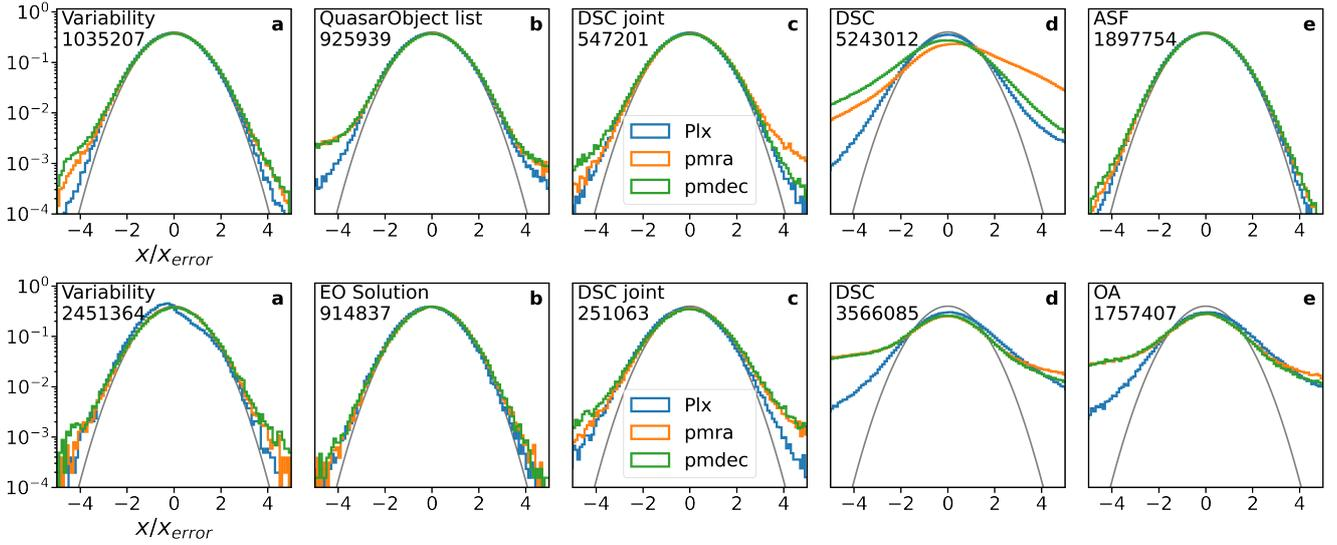 Variability
1035207
a
QuasarObject list
925939
b
DSC joint
547201
c
DSC
5243012
d
ASF
1897754
e
10⁰
10⁻¹
10⁻²
10⁻³
10⁻⁴
Plx
pmra
pmdec
−4 −2 0 2 4
−4 −2 0 2 4
−4 −2 0 2 4
−4 −2 0 2 4
−4 −2 0 2 4
x/x_error
Variability
2451364
a
EO Solution
914837
b
DSC joint
251063
c
DSC
3566085
d
OA
1757407
e
10⁰
10⁻¹
10⁻²
10⁻³
10⁻⁴
Plx
pmra
pmdec
−4 −2 0 2 4
−4 −2 0 2 4
−4 −2 0 2 4
−4 −2 0 2 4
−4 −2 0 2 4
x/x_error